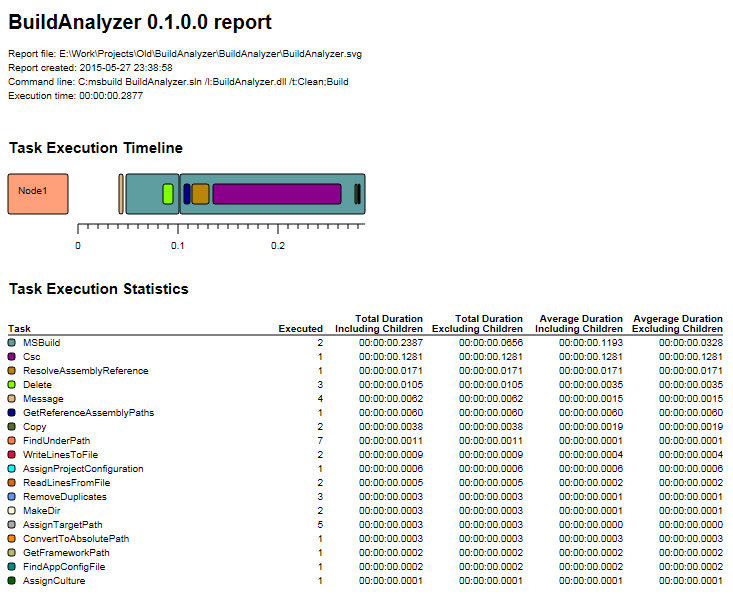 BuildAnalyzer 0.1.0.0 report
Report file: E:\Work\Projects\Old\BuildAnalyzer\BuildAnalyzer\BuildAnalyzer.svg
Report created: 2015-05-27 23:38:58
Command line: C:msbuild BuildAnalyzer.sln /l:BuildAnalyzer.dll /t:Clean;Build
Execution time: 00:00:00.2877
Task Execution Timeline
Node1
0 0.1 0.2
Task Execution Statistics
Total Duration Total Duration Average Duration Avgerage Duration
Task Executed Including Children Excluding Children Including Children Excluding Children
MSBuild 2 00:00:00.2387 00:00:00.0656 00:00:00.1193 00:00:00.0328
Csc 1 00:00:00.1281 00:00:00.1281 00:00:00.1281 00:00:00.1281
ResolveAssemblyReference 1 00:00:00.0171 00:00:00.0171 00:00:00.0171 00:00:00.0171
Delete 3 00:00:00.0105 00:00:00.0105 00:00:00.0035 00:00:00.0035
Message 4 00:00:00.0062 00:00:00.0062 00:00:00.0015 00:00:00.0015
GetReferenceAssemblyPaths 1 00:00:00.0060 00:00:00.0060 00:00:00.0060 00:00:00.0060
Copy 2 00:00:00.0038 00:00:00.0038 00:00:00.0019 00:00:00.0019
FindUnderPath 7 00:00:00.0011 00:00:00.0011 00:00:00.0001 00:00:00.0001
WriteLinesToFile 2 00:00:00.0009 00:00:00.0009 00:00:00.0004 00:00:00.0004
AssignProjectConfiguration 1 00:00:00.0006 00:00:00.0006 00:00:00.0006 00:00:00.0006
ReadLinesFromFile 2 00:00:00.0005 00:00:00.0005 00:00:00.0002 00:00:00.0002
RemoveDuplicates 3 00:00:00.0003 00:00:00.0003 00:00:00.0001 00:00:00.0001
MakeDir 2 00:00:00.0003 00:00:00.0003 00:00:00.0001 00:00:00.0001
AssignTargetPath 5 00:00:00.0003 00:00:00.0003 00:00:00.0000 00:00:00.0000
ConvertToAbsolutePath 1 00:00:00.0003 00:00:00.0003 00:00:00.0003 00:00:00.0003
GetFrameworkPath 1 00:00:00.0002 00:00:00.0002 00:00:00.0002 00:00:00.0002
FindAppConfigFile 1 00:00:00.0002 00:00:00.0002 00:00:00.0002 00:00:00.0002
AssignCulture 1 00:00:00.0001 00:00:00.0001 00:00:00.0001 00:00:00.0001